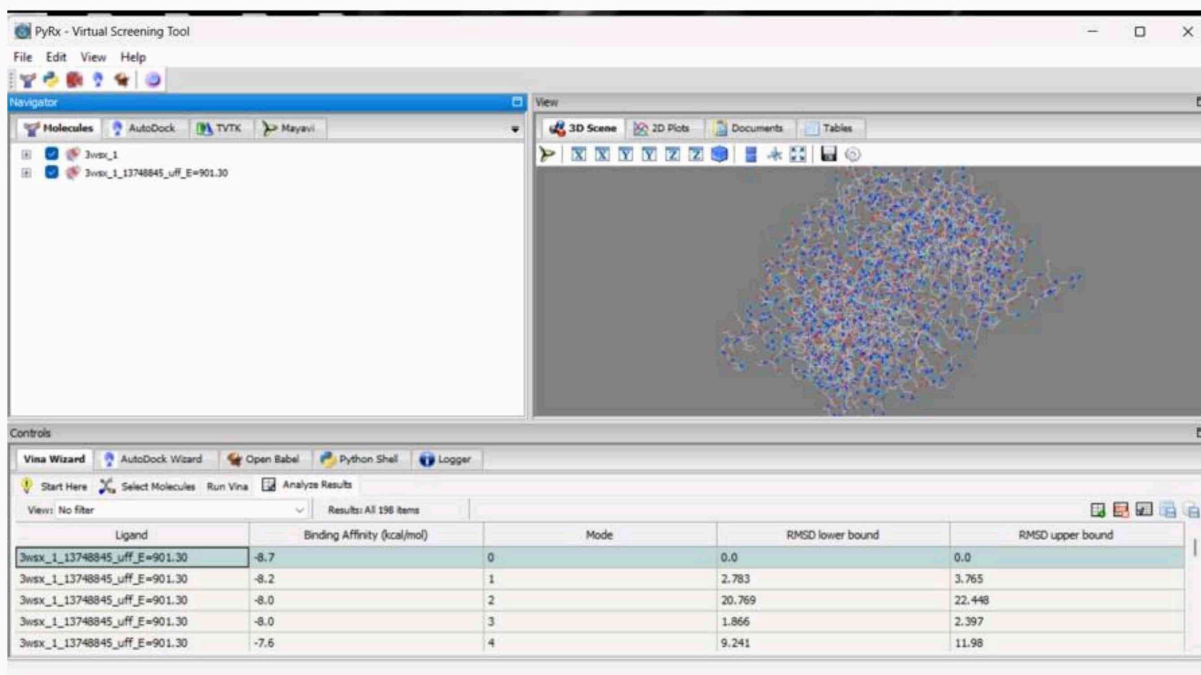 PyRx - Virtual Screening Tool
File Edit View Help
Navigator
View
Molecules AutoDock TVTK Mayavi
3D Scene 2D Plots Documents Tables
3wsx_1
3wsx_1_13748845_uff_E=901.30
X X Y Y Z Z
Controls
Vina Wizard AutoDock Wizard Open Babel Python Shell Logger
Start Here Select Molecules Run Vina Analyze Results
View: No filter Results: All 198 items
Ligand Binding Affinity (kcal/mol) Mode RMSD lower bound RMSD upper bound
3wsx_1_13748845_uff_E=901.30 -8.7 0 0.0 0.0
3wsx_1_13748845_uff_E=901.30 -8.2 1 2.783 3.765
3wsx_1_13748845_uff_E=901.30 -8.0 2 20.769 22.448
3wsx_1_13748845_uff_E=901.30 -8.0 3 1.866 2.397
3wsx_1_13748845_uff_E=901.30 -7.6 4 9.241 11.98